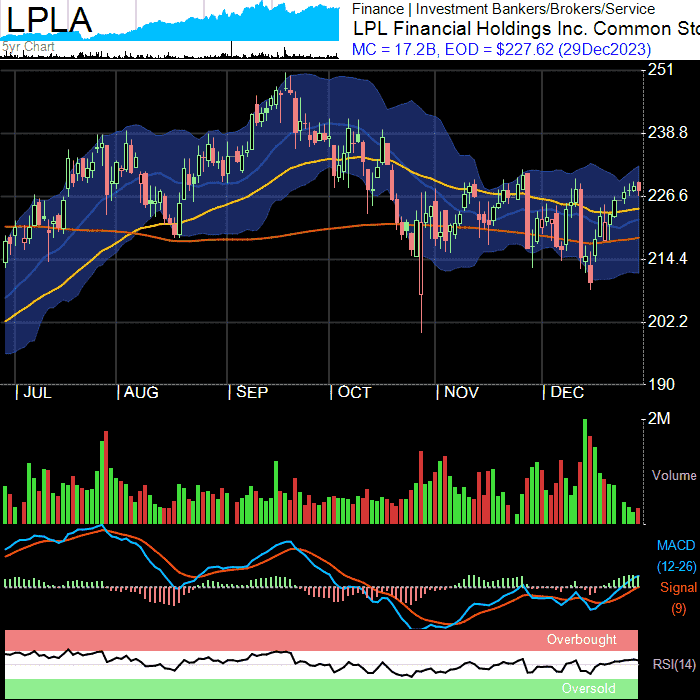 LPLA
5yr Chart
Finance | Investment Bankers/Brokers/Service
LPL Financial Holdings Inc. Common Sto
MC = 17.2B, EOD = $227.62 (29Dec2023)
251
238.8
226.6
214.4
202.2
190
| JUL | AUG | SEP | OCT | NOV | DEC
2M
Volume
MACD
(12-26)
Signal
(9)
Overbought
RSI(14)
Oversold